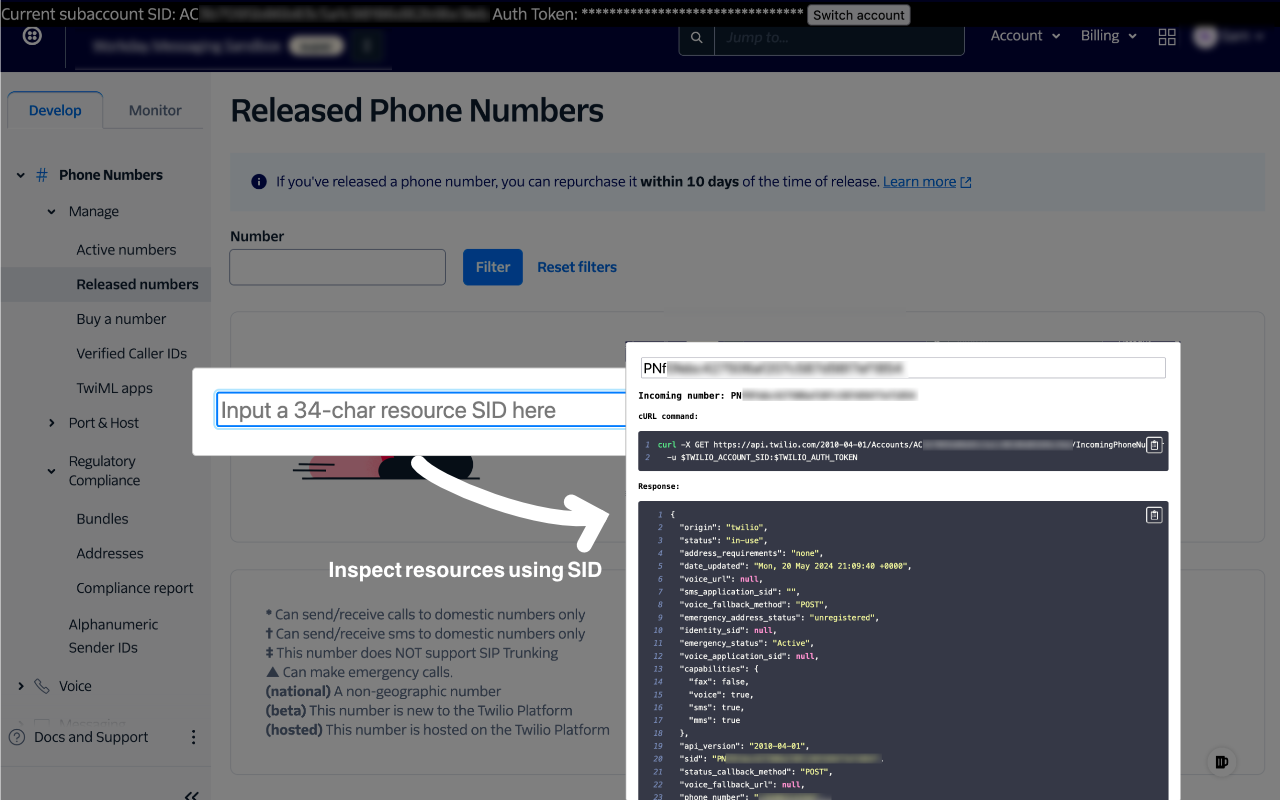 Current subaccount SID: AC Auth Token: ******************************** Switch account
Jump to...
Account
Billing
Develop
Monitor
Phone Numbers
Manage
Active numbers
Released numbers
Buy a number
Verified Caller IDs
TwiML apps
Port & Host
Regulatory
Compliance
Bundles
Addresses
Compliance report
Alphanumeric
Sender IDs
Voice
Messaging
Docs and Support
Released Phone Numbers
If you've released a phone number, you can repurchase it within 10 days of the time of release. Learn more
Number
Filter
Reset filters
Input a 34-char resource SID here
Inspect resources using SID
* Can send/receive calls to domestic numbers only
† Can send/receive sms to domestic numbers only
‡ This number does NOT support SIP Trunking
▲ Can make emergency calls.
(national) A non-geographic number
(beta) This number is new to the Twilio Platform
(hosted) This number is hosted on the Twilio Platform
PNf
Incoming number: PN
cURL command:
1 curl -X GET https://api.twilio.com/2010-04-01/Accounts/AC /IncomingPhoneNu
2 -u $TWILIO_ACCOUNT_SID:$TWILIO_AUTH_TOKEN
Response:
1 {
2 "origin": "twilio",
3 "status": "in-use",
4 "address_requirements": "none",
5 "date_updated": "Mon, 20 May 2024 21:09:40 +0000",
6 "voice_url": null,
7 "sms_application_sid": "",
8 "voice_fallback_method": "POST",
9 "emergency_address_status": "unregistered",
10 "identity_sid": null,
11 "emergency_status": "Active",
12 "voice_application_sid": null,
13 "capabilities": {
14 "fax": false,
15 "voice": true,
16 "sms": true,
17 "mms": true
18 },
19 "api_version": "2010-04-01",
20 "sid": "PN
21 "status_callback_method": "POST",
22 "voice_fallback_url": null,
23 "phone_number": "